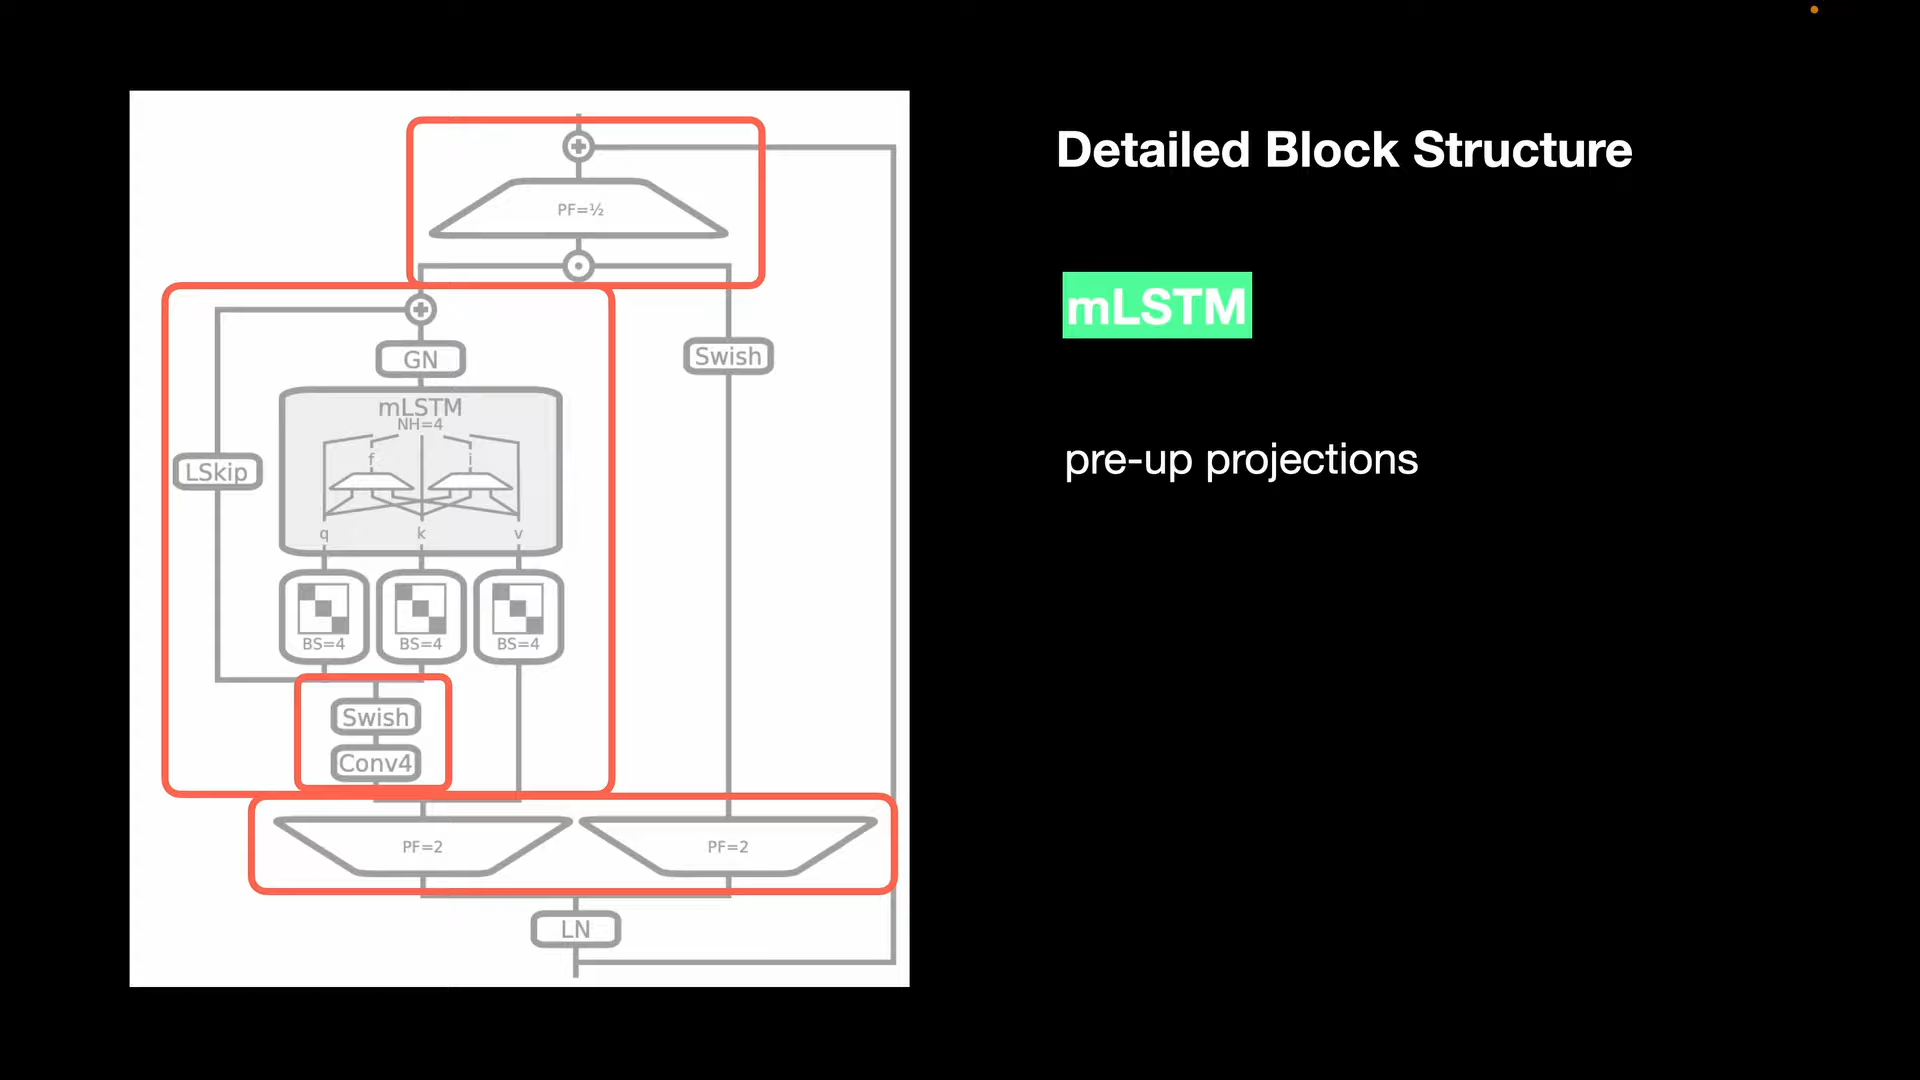 Detailed Block Structure
mLSTM
pre-up projections
PF=½
GN
Swish
mLSTM
NH=4
f i
LSkip
q k v
BS=4 BS=4 BS=4
Swish
Conv4
PF=2 PF=2
LN